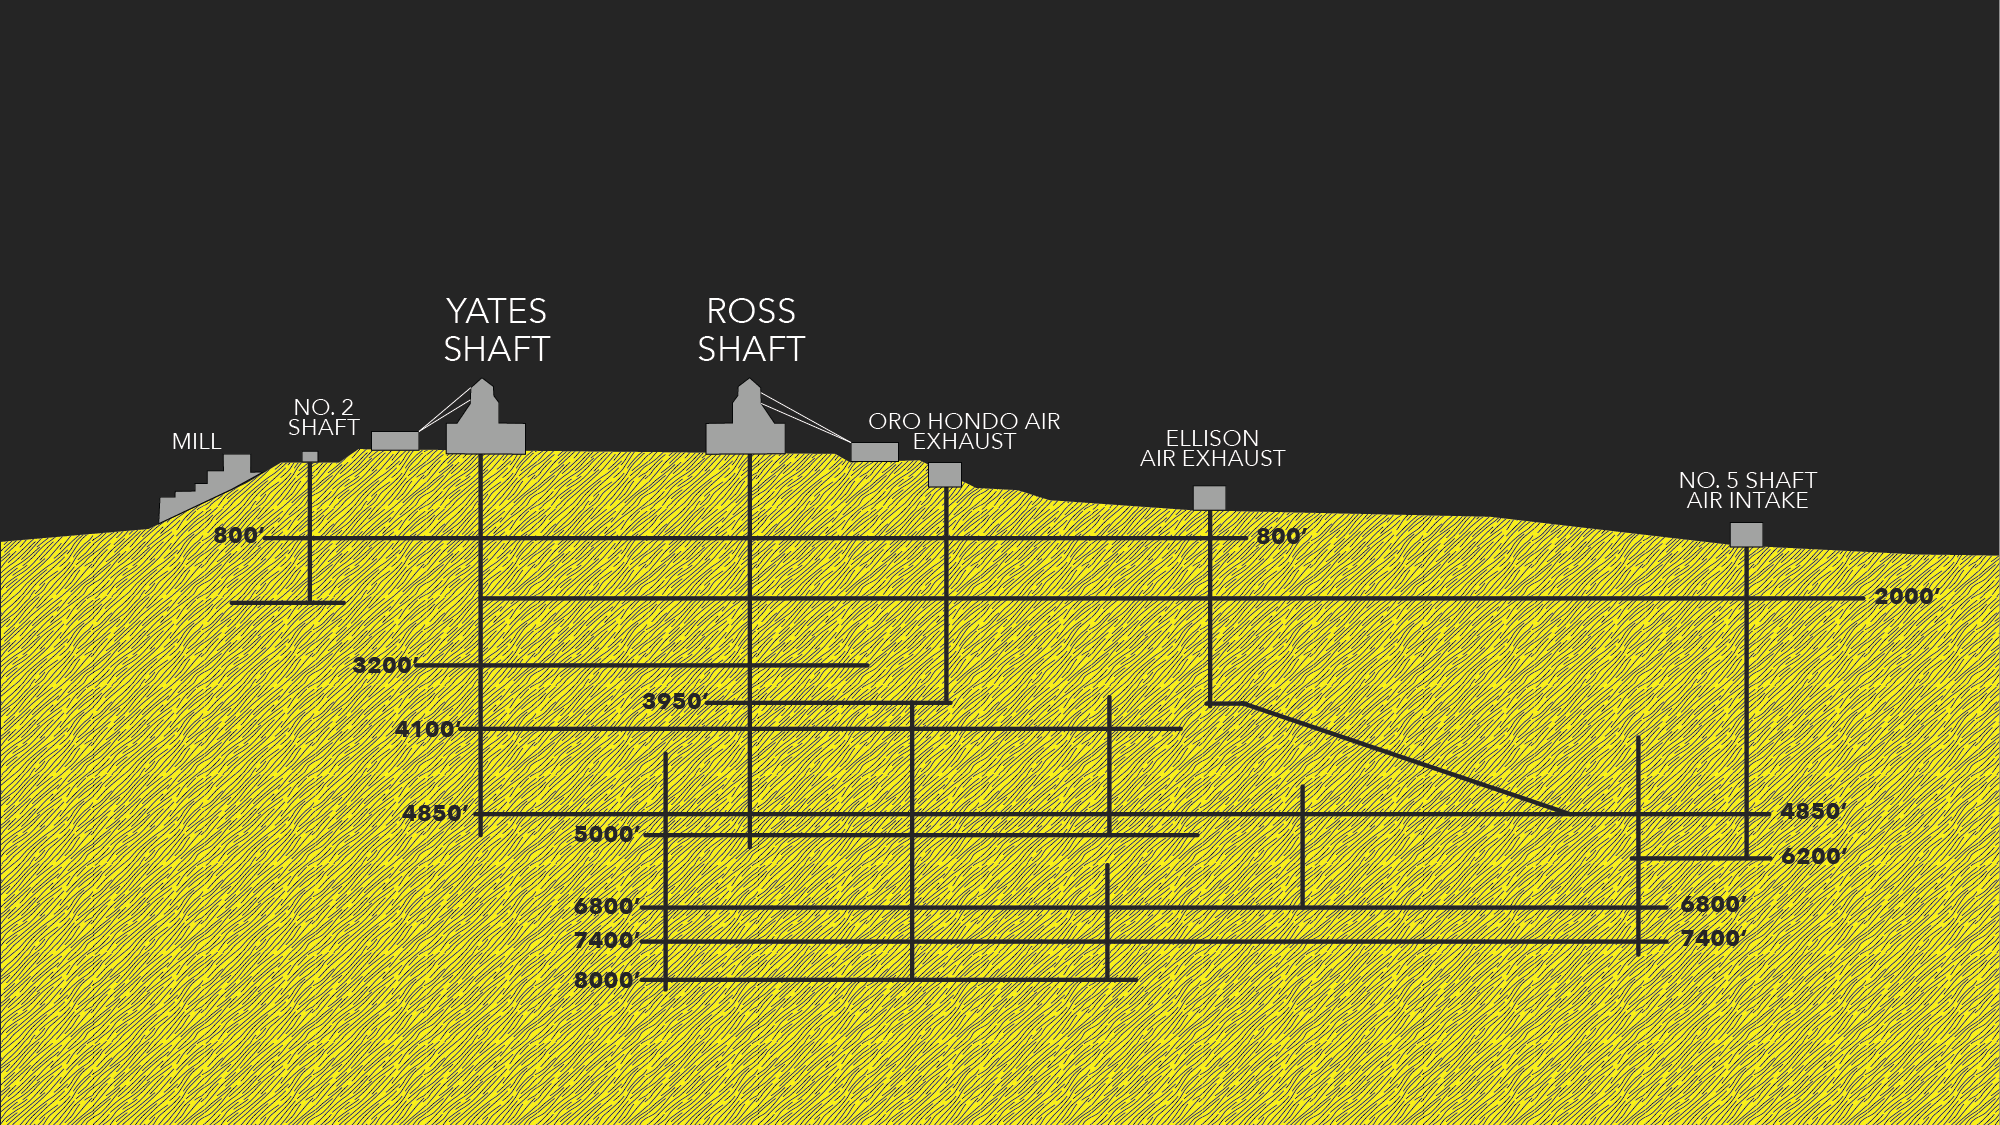 YATES
SHAFT
ROSS
SHAFT
NO. 2
SHAFT
MILL
ORO HONDO AIR
EXHAUST
ELLISON
AIR EXHAUST
NO. 5 SHAFT
AIR INTAKE
800’
800’
2000’
3200’
3950’
4100’
4850’
4850’
5000’
6200’
6800’
6800’
7400’
7400’
8000’